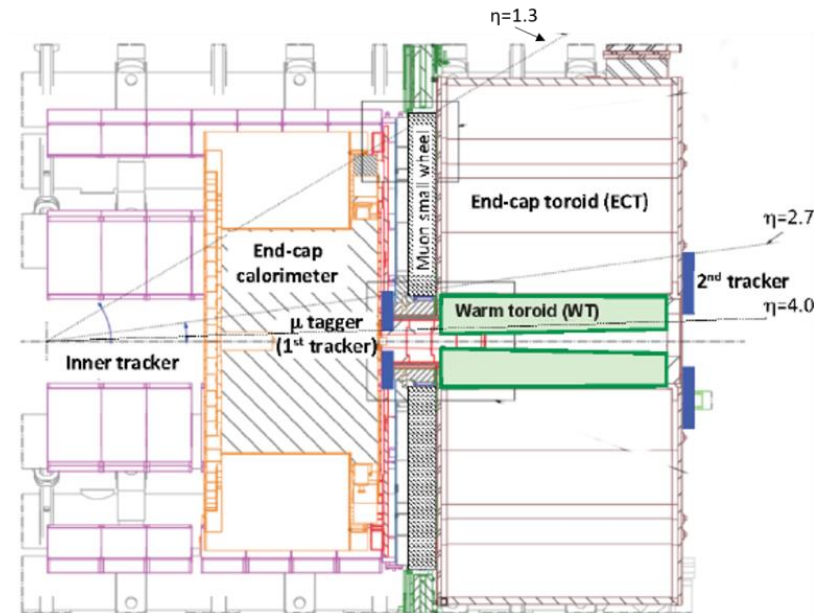 η=1.3
Muon small wheel
End-cap toroid (ECT)
η=2.7
End-cap
calorimeter
2nd tracker
Warm toroid (WT)
η=4.0
μ tagger
(1st tracker)
Inner tracker